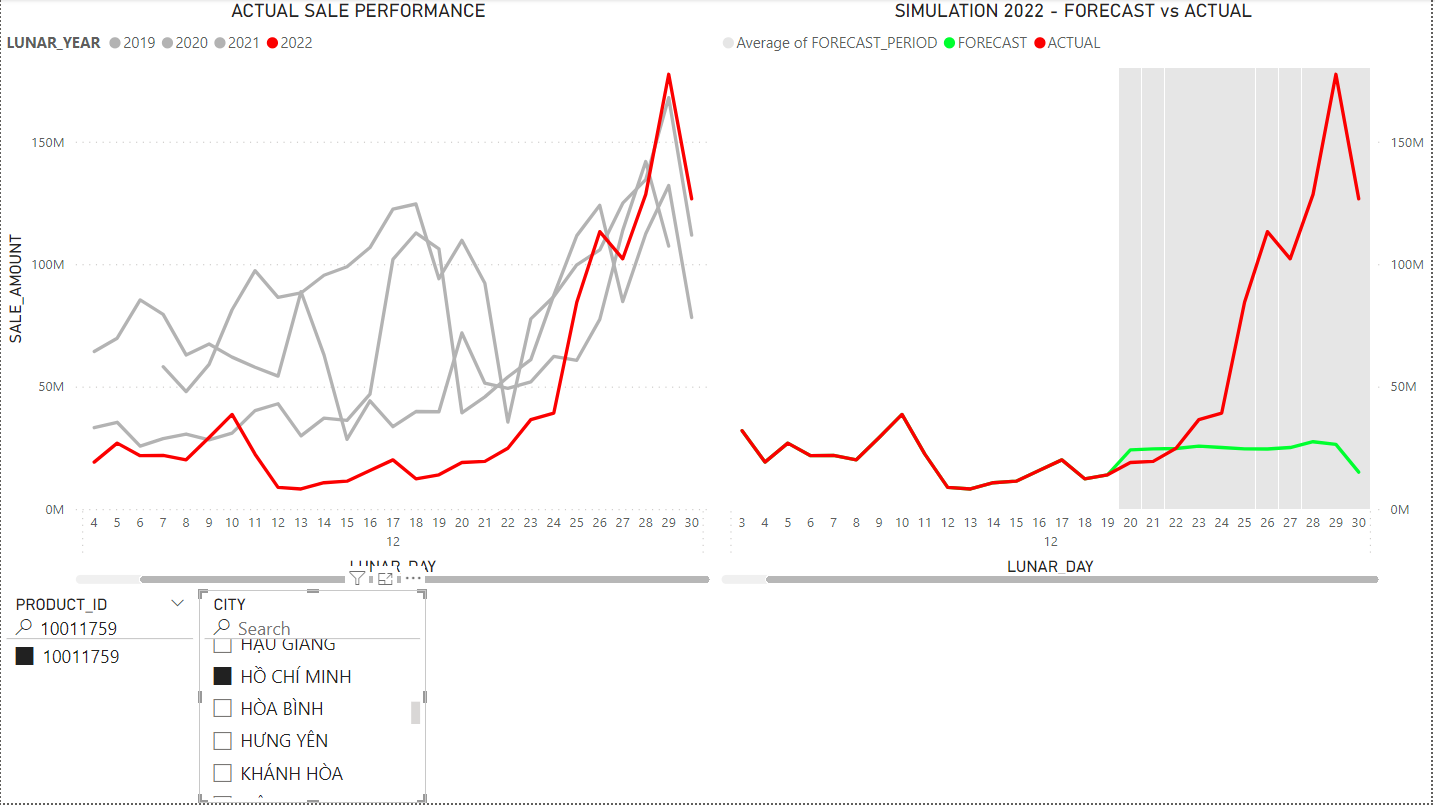 ACTUAL SALE PERFORMANCE
LUNAR_YEAR 2019 2020 2021 2022
SALE_AMOUNT
150M
100M
50M
0M
4 5 6 7 8 9 10 11 12 13 14 15 16 17 18 19 20 21 22 23 24 25 26 27 28 29 30
12
LUNAR_DAY
SIMULATION 2022 - FORECAST vs ACTUAL
Average of FORECAST_PERIOD FORECAST ACTUAL
150M
100M
50M
0M
3 4 5 6 7 8 9 10 11 12 13 14 15 16 17 18 19 20 21 22 23 24 25 26 27 28 29 30
12
LUNAR_DAY
PRODUCT_ID
10011759
10011759
CITY
Search
HẬU GIANG
HỒ CHÍ MINH
HÒA BÌNH
HƯNG YÊN
KHÁNH HÒA